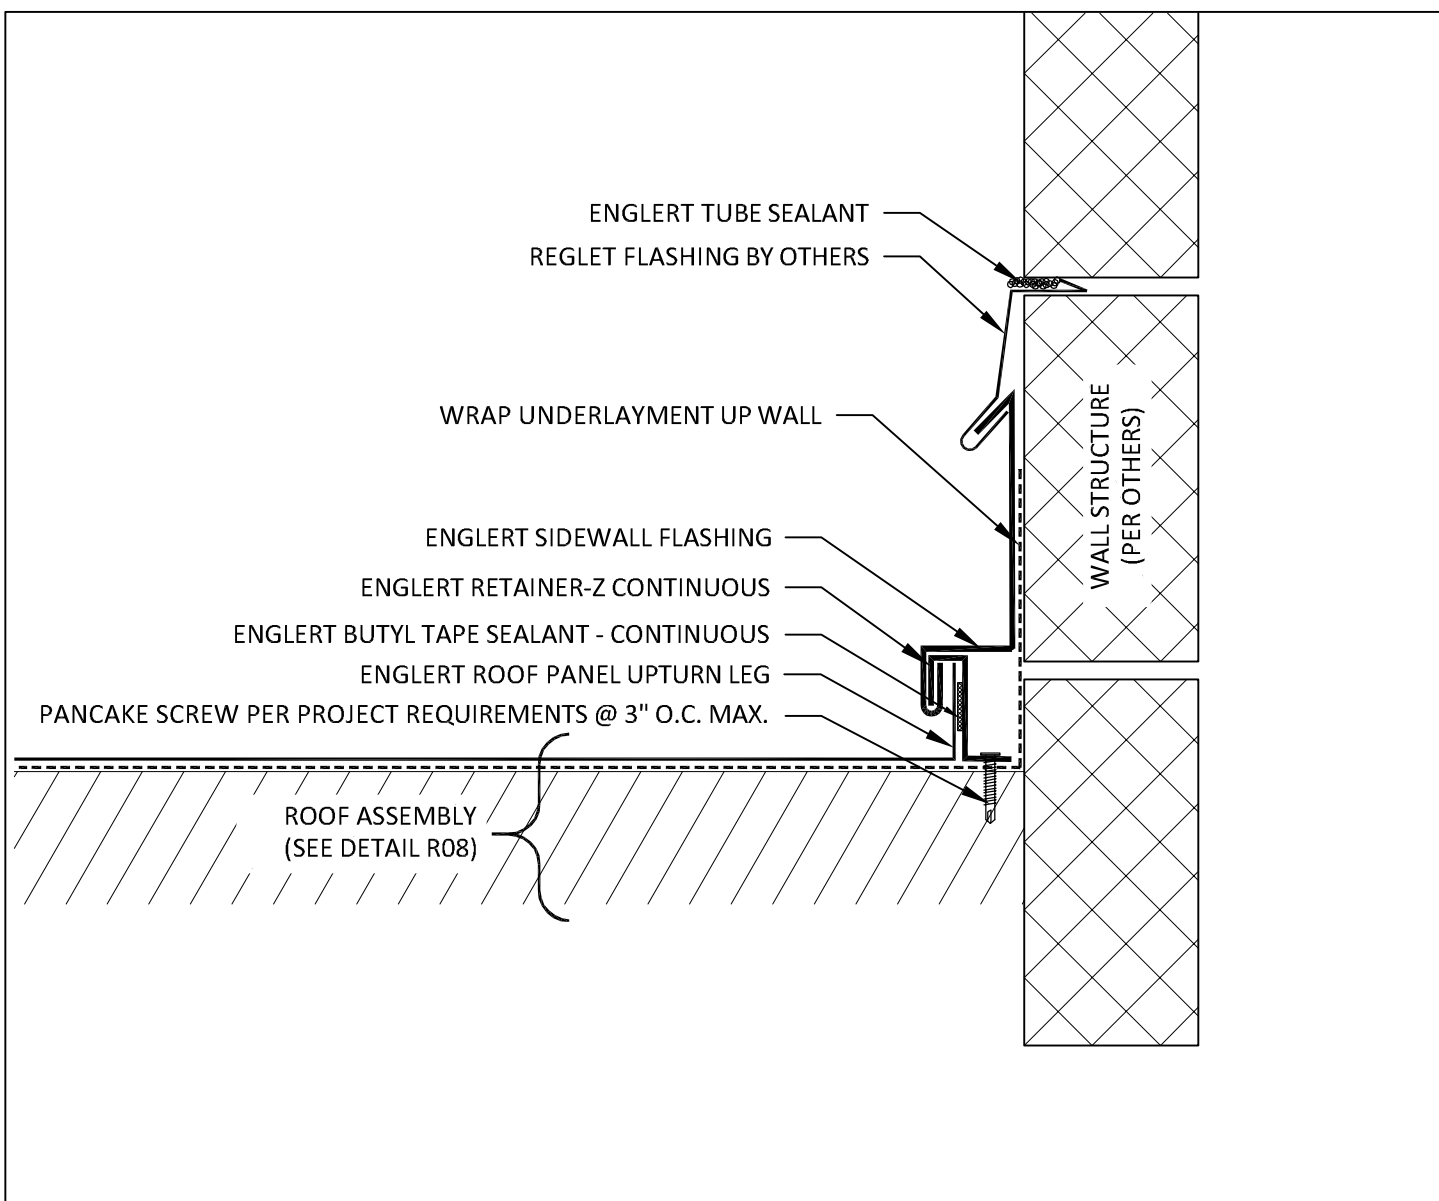 ENGLERT TUBE SEALANT
REGLET FLASHING BY OTHERS
WRAP UNDERLAYMENT UP WALL
WALL STRUCTURE
(PER OTHERS)
ENGLERT SIDEWALL FLASHING
ENGLERT RETAINER-Z CONTINUOUS
ENGLERT BUTYL TAPE SEALANT - CONTINUOUS
ENGLERT ROOF PANEL UPTURN LEG
PANCAKE SCREW PER PROJECT REQUIREMENTS @ 3" O.C. MAX.
ROOF ASSEMBLY
(SEE DETAIL R08)